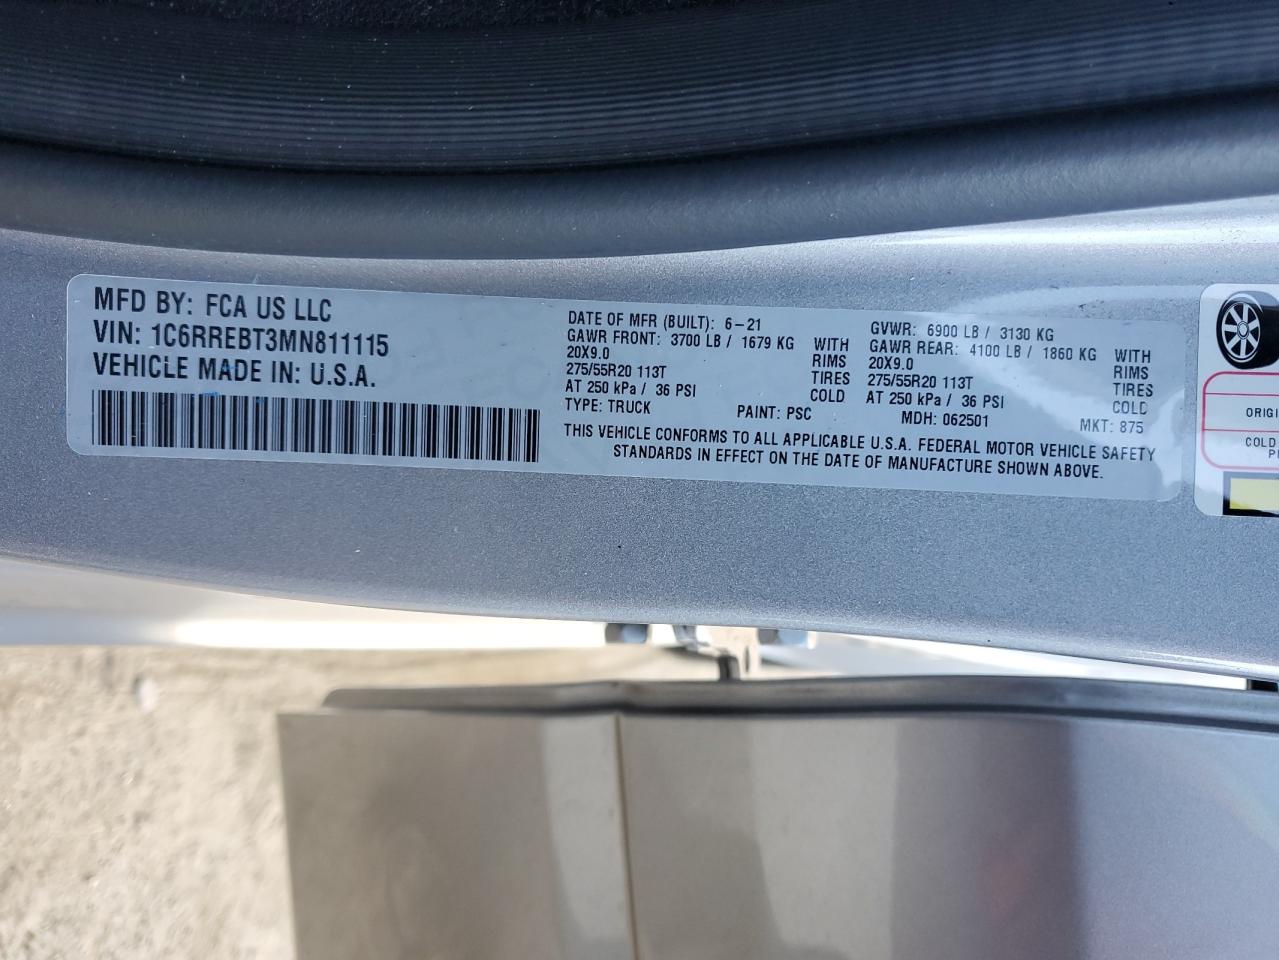 MFD BY: FCA US LLC
VIN: 1C6RREBT3MN811115
VEHICLE MADE IN: U.S.A.
DATE OF MFR (BUILT): 6-21
GAWR FRONT: 3700 LB / 1679 KG WITH
20X9.0 RIMS
275/55R20 113T TIRES
AT 250 kPa / 36 PSI COLD
TYPE: TRUCK PAINT: PSC
GVWR: 6900 LB / 3130 KG
GAWR REAR: 4100 LB / 1860 KG WITH
20X9.0 RIMS
275/55R20 113T TIRES
AT 250 kPa / 36 PSI COLD
MDH: 062501 MKT: 875
THIS VEHICLE CONFORMS TO ALL APPLICABLE U.S.A. FEDERAL MOTOR VEHICLE SAFETY
STANDARDS IN EFFECT ON THE DATE OF MANUFACTURE SHOWN ABOVE.
ORIGI
COLD
P